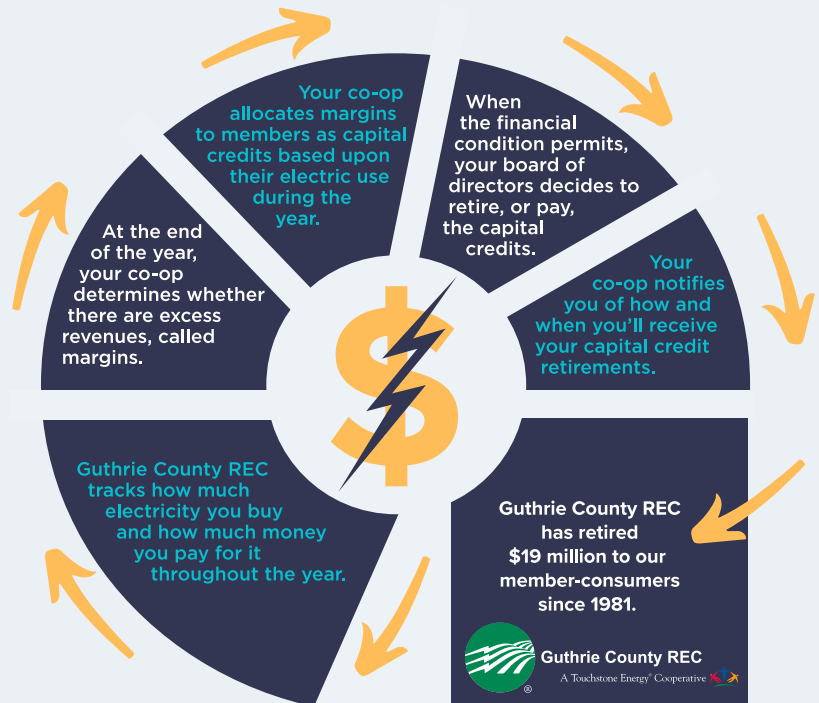 Guthrie County REC
tracks how much
electricity you buy
and how much money
you pay for it
throughout the year.
At the end
of the year,
your co-op
determines whether
there are excess
revenues, called
margins.
Your co-op
allocates margins
to members as capital
credits based upon
their electric use
during the
year.
When
the financial
condition permits,
your board of
directors decides to
retire, or pay,
the capital
credits.
Your
co-op notifies
you of how and
when you'll receive
your capital credit
retirements.
Guthrie County REC
has retired
$19 million to our
member-consumers
since 1981.
Guthrie County REC
A Touchstone Energy® Cooperative
®
$